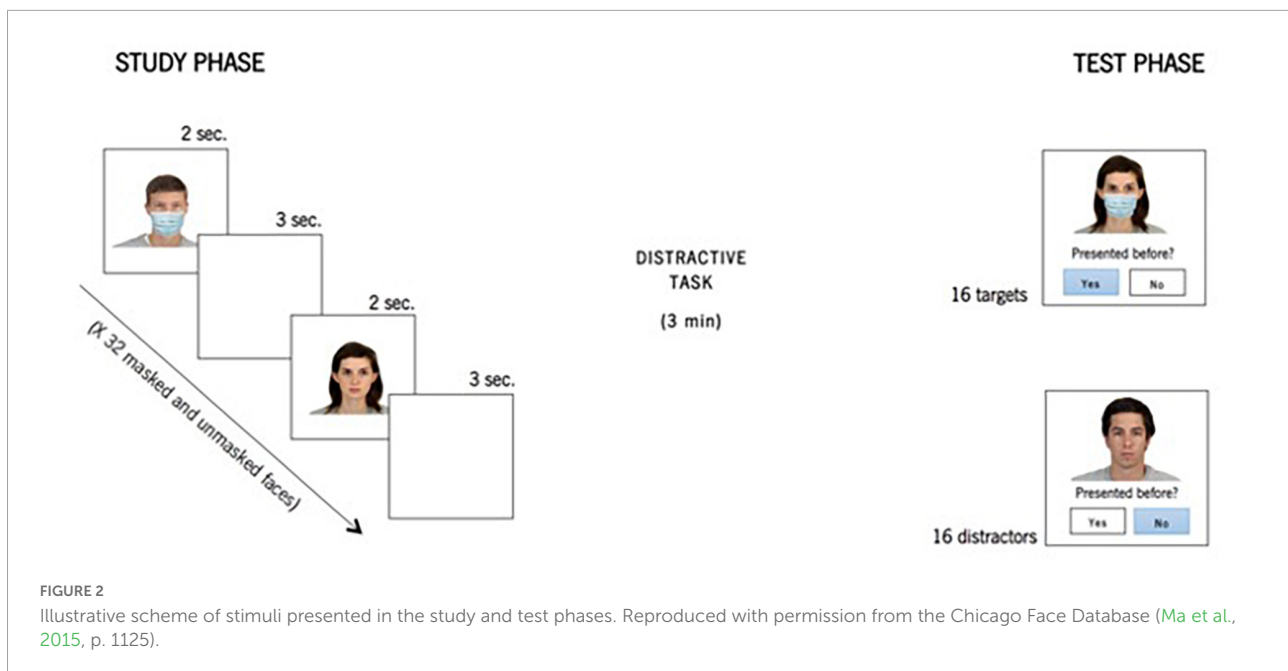 STUDY PHASE
2 sec.
3 sec.
2 sec.
3 sec.
(X 32 masked and unmasked faces)
DISTRACTIVE
TASK
(3 min)
TEST PHASE
Presented before?
Yes No
16 targets
Presented before?
Yes No
16 distractors
FIGURE 2
Illustrative scheme of stimuli presented in the study and test phases. Reproduced with permission from the Chicago Face Database (Ma et al.,
2015, p. 1125).